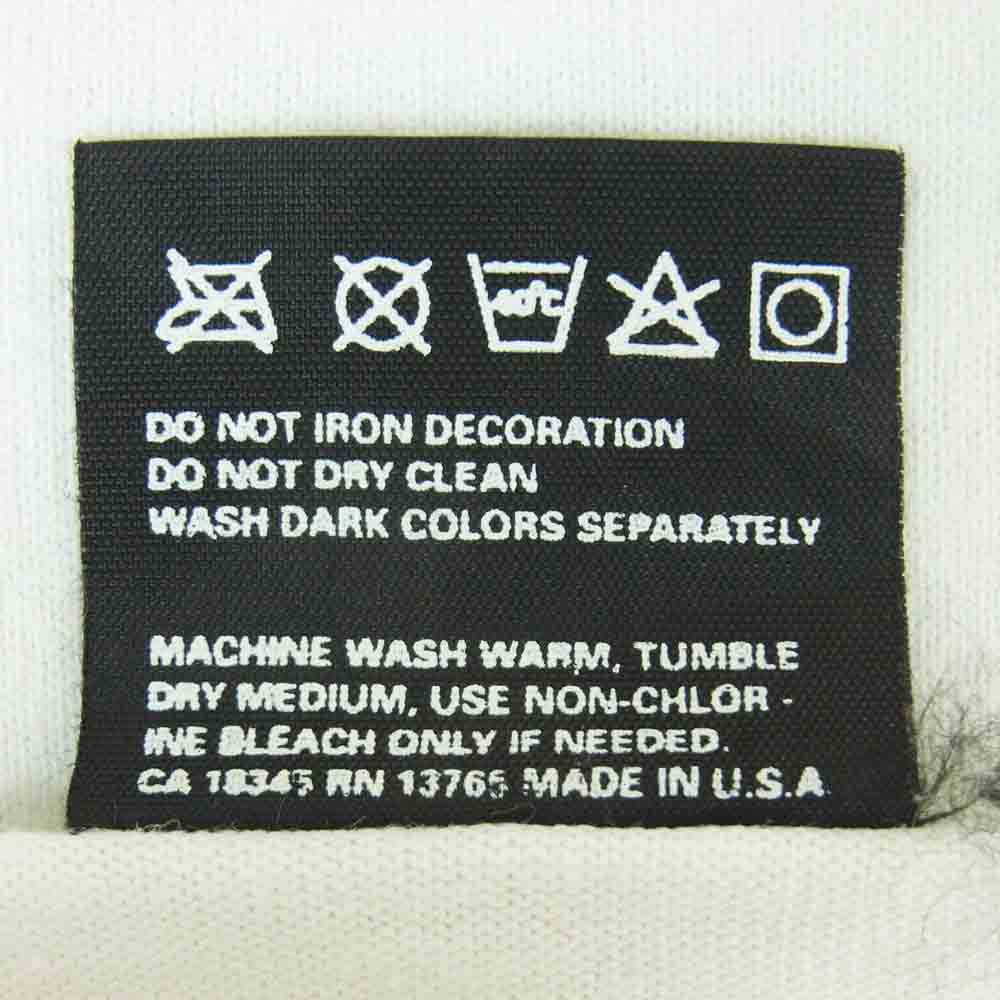 40°C
DO NOT IRON DECORATION
DO NOT DRY CLEAN
WASH DARK COLORS SEPARATELY
MACHINE WASH WARM, TUMBLE
DRY MEDIUM, USE NON-CHLOR -
INE BLEACH ONLY IF NEEDED.
CA 18345 RN 13765 MADE IN U.S.A.